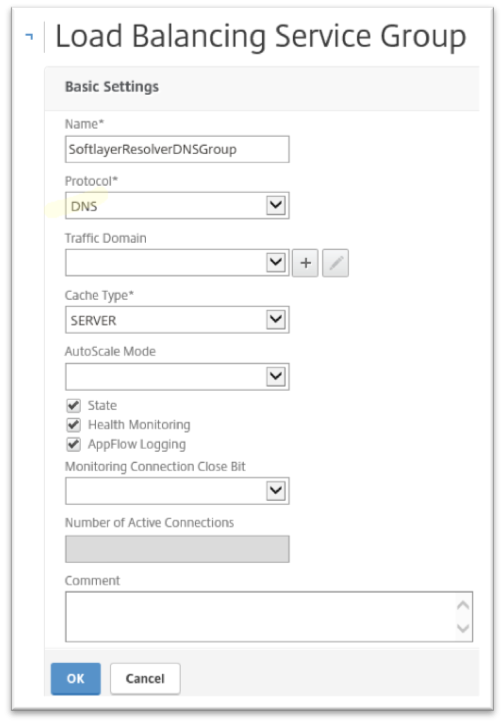 Load Balancing Service Group
Basic Settings
Name*
SoftlayerResolverDNSGroup
Protocol*
DNS
Traffic Domain
+
Cache Type*
SERVER
AutoScale Mode
State
Health Monitoring
AppFlow Logging
Monitoring Connection Close Bit
Number of Active Connections
Comment
OK Cancel